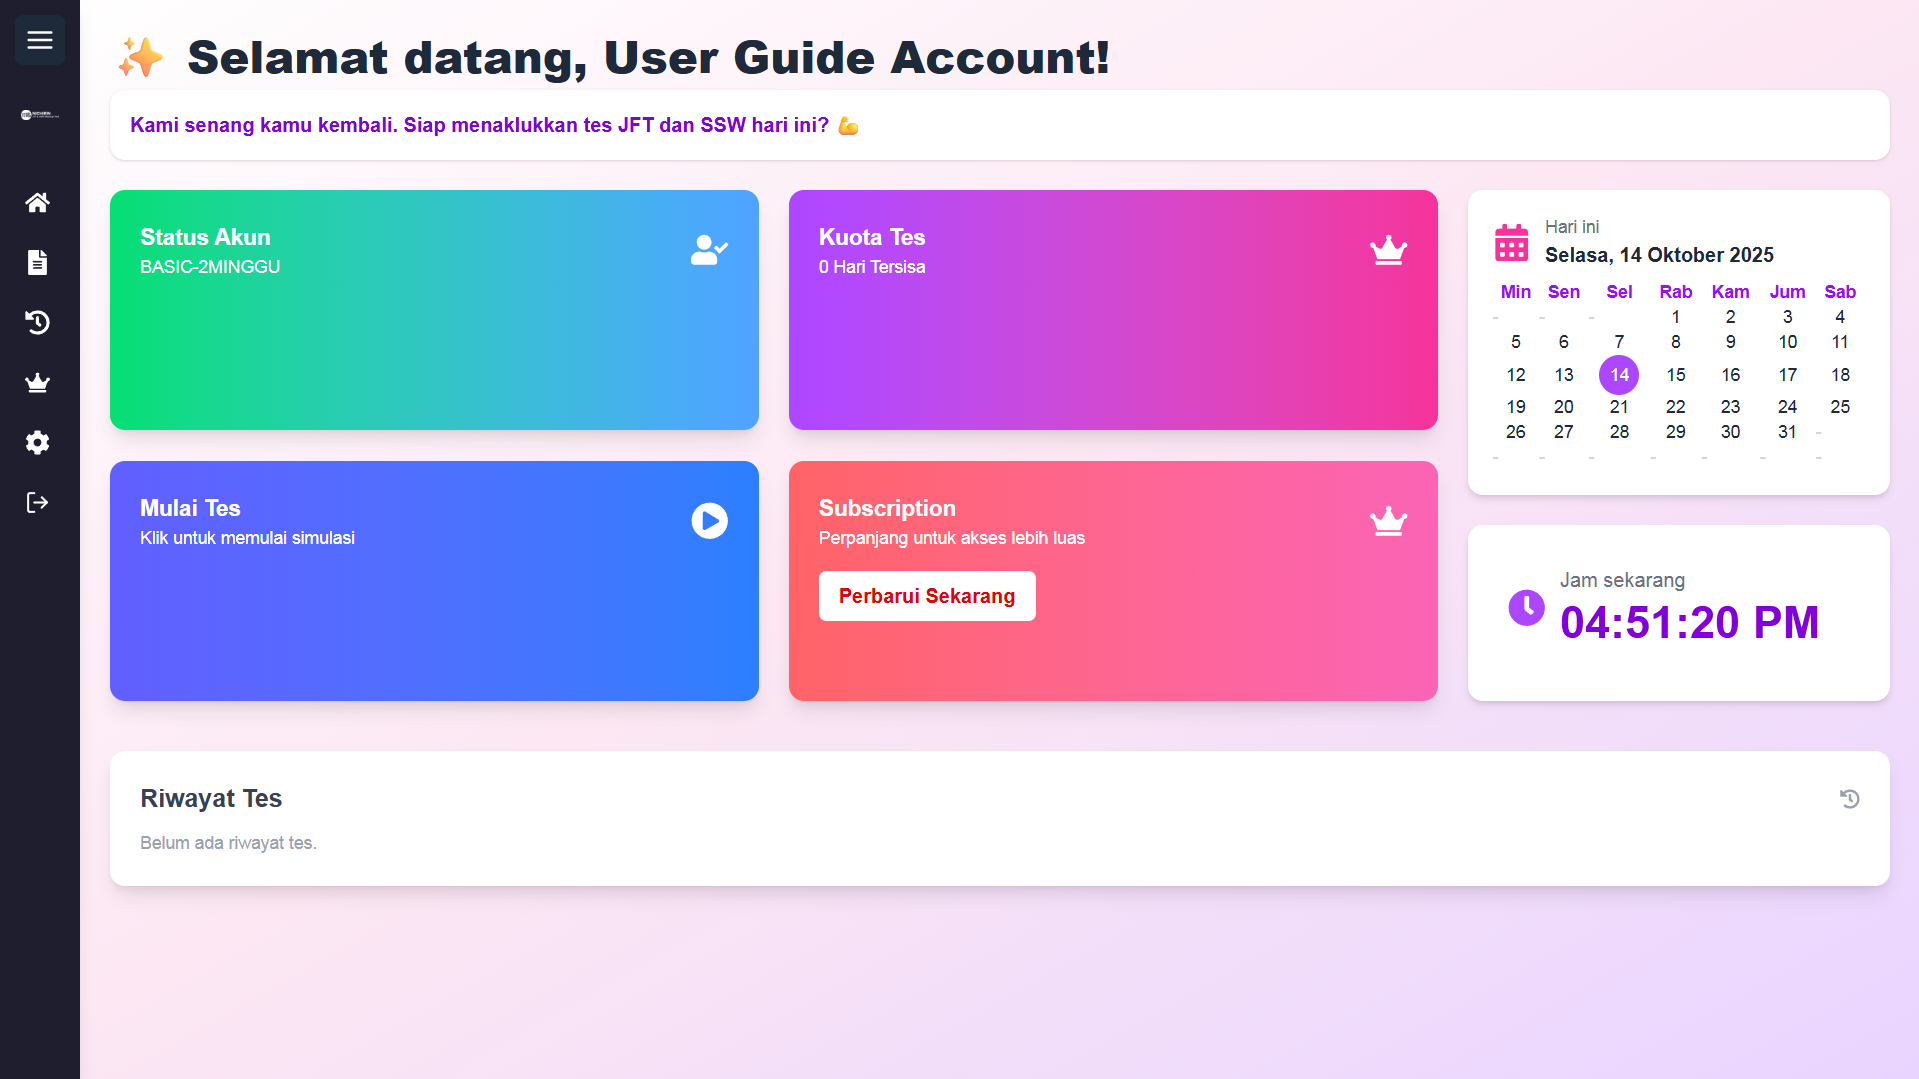 ✨ Selamat datang, User Guide Account!
Kami senang kamu kembali. Siap menaklukkan tes JFT dan SSW hari ini? 💪
Status Akun
BASIC-2MINGGU
Kuota Tes
0 Hari Tersisa
Mulai Tes
Klik untuk memulai simulasi
Subscription
Perpanjang untuk akses lebih luas
Perbarui Sekarang
Hari ini
Selasa, 14 Oktober 2025
Min Sen Sel Rab Kam Jum Sab
- - - 1 2 3 4
5 6 7 8 9 10 11
12 13 14 15 16 17 18
19 20 21 22 23 24 25
26 27 28 29 30 31 -
- - - - - - -
Jam sekarang
04:51:20 PM
Riwayat Tes
Belum ada riwayat tes.